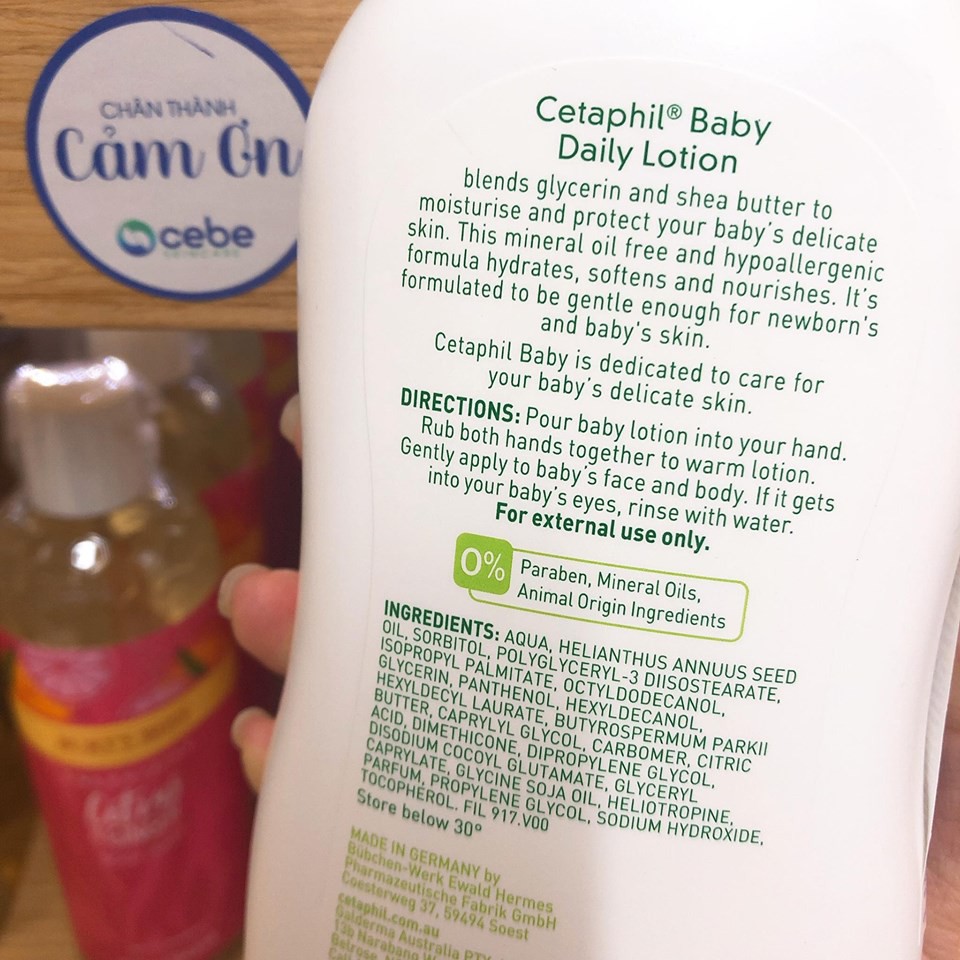 CHÂN THÀNH
Cảm Ơn
cebe
SKINCARE
Cetaphil® Baby
Daily Lotion
blends glycerin and shea butter to
moisturise and protect your baby's delicate
skin. This mineral oil free and hypoallergenic
formula hydrates, softens and nourishes. It's
formulated to be gentle enough for newborn's
and baby's skin.
Cetaphil Baby is dedicated to care for
your baby's delicate skin.
DIRECTIONS: Pour baby lotion into your hand.
Rub both hands together to warm lotion.
Gently apply to baby's face and body. If it gets
into your baby's eyes, rinse with water.
For external use only.
0% Paraben, Mineral Oils,
Animal Origin Ingredients
INGREDIENTS: AQUA, HELIANTHUS ANNUUS SEED
OIL, SORBITOL, POLYGLYCERYL-3 DIISOSTEARATE,
ISOPROPYL PALMITATE, OCTYLDODECANOL,
GLYCERIN, PANTHENOL, HEXYLDECANOL,
HEXYLDECYL LAURATE, BUTYROSPERMUM PARKII
BUTTER, CAPRYLYL GLYCOL, CARBOMER, CITRIC
ACID, DIMETHICONE, DIPROPYLENE GLYCOL,
DISODIUM COCOYL GLUTAMATE, GLYCERYL
CAPRYLATE, GLYCINE SOJA OIL, HELIOTROPINE,
PARFUM, PROPYLENE GLYCOL, SODIUM HYDROXIDE,
TOCOPHEROL. FIL 917.V00
Store below 30°
MADE IN GERMANY by
Bübchen-Werk Ewald Hermes
Pharmazeutische Fabrik GmbH
Coesterweg 37, 59494 Soest
cetaphil.com.au
Galderma Australia PTY
13b Narabang
Belrose,